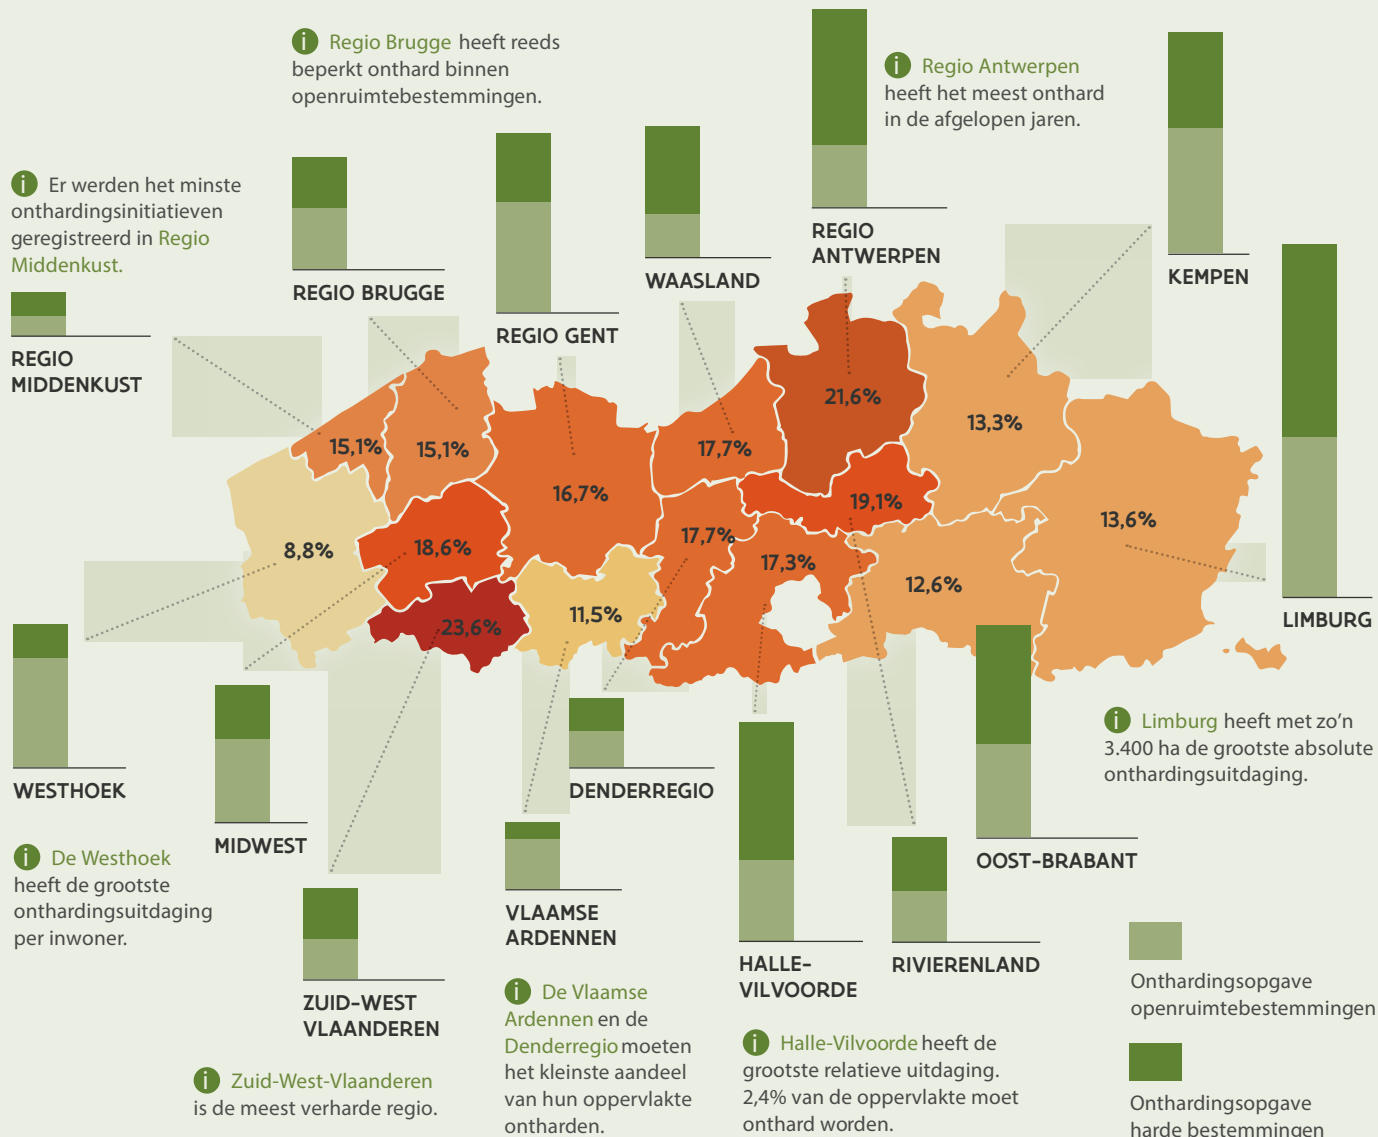 Regio Brugge heeft reeds
beperkt onthard binnen
openruimtebestemmingen.
Regio Antwerpen
heeft het meest onthard
in de afgelopen jaren.
Er werden het minste
onthardingsinitiatieven
geregistreerd in Regio
Middenkust.
REGIO
MIDDENKUST
REGIO BRUGGE
REGIO GENT
WAASLAND
REGIO
ANTWERPEN
KEMPEN
LIMBURG
15,1%
15,1%
16,7%
17,7%
21,6%
13,3%
8,8%
18,6%
23,6%
11,5%
17,7%
17,3%
19,1%
12,6%
13,6%
WESTHOEK
MIDWEST
ZUID-WEST
VLAANDEREN
VLAAMSE
ARDENNEN
DENDERREGIO
HALLE-
VILVOORDE
RIVIERENLAND
OOST-BRABANT
Limburg heeft met zo’n
3.400 ha de grootste absolute
onthardingsuitdaging.
De Westhoek
heeft de grootste
onthardingsuitdaging
per inwoner.
Zuid-West-Vlaanderen
is de meest verharde regio.
De Vlaamse
Ardennen en de
Denderregio moeten
het kleinste aandeel
van hun oppervlakte
ontharden.
Halle-Vilvoorde heeft de
grootste relatieve uitdaging.
2,4% van de oppervlakte moet
onthard worden.
Onthardingsopgave
openruimtebestemmingen
Onthardingsopgave
harde bestemmingen